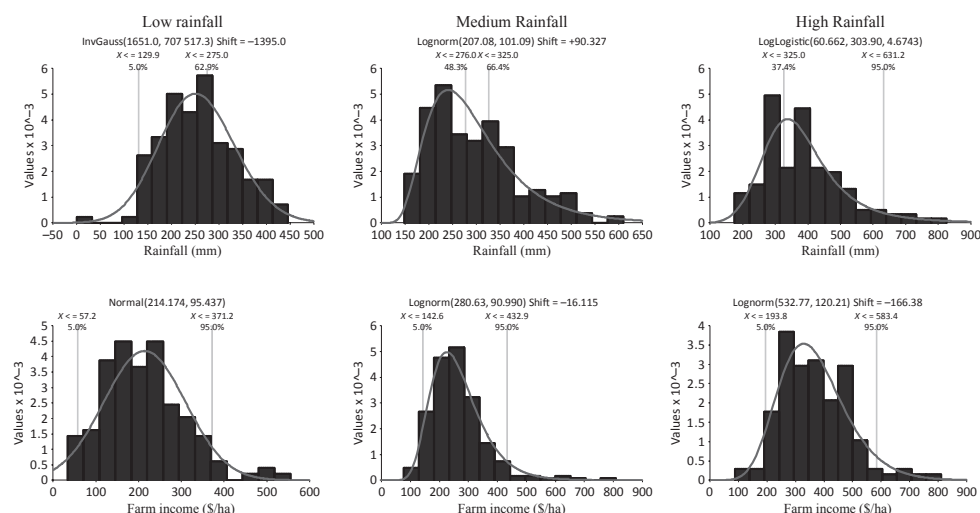 Low rainfall
InvGauss(1651.0, 707 517.3) Shift = –1395.0
X <= 129.9 X <= 275.0
5.0% 62.9%
6
5
4
3
2
1
0
Values x 10^–3
–50 0 50 100 150 200 250 300 350 400 450 500
Rainfall (mm)
Medium Rainfall
Lognorm(207.08, 101.09) Shift = +90.327
X <= 276.0 X <= 325.0
48.3% 66.4%
6
5
4
3
2
1
0
Values x 10^–3
100 150 200 250 300 350 400 450 500 550 600 650
Rainfall (mm)
High Rainfall
LogLogistic(60.662, 303.90, 4.6743)
X <= 325.0 X <= 631.2
37.4% 95.0%
6
5
4
3
2
1
0
Values x 10^–3
100 200 300 400 500 600 700 800 900
Rainfall (mm)
Normal(214.174, 95.437)
X <= 57.2 X <= 371.2
5.0% 95.0%
5
4.5
4
3.5
3
2.5
2
1.5
1
0.5
0
Values x 10^–3
0 100 200 300 400 500 600
Farm income ($/ha)
Lognorm(280.63, 90.990) Shift = –16.115
X <= 142.6 X <= 432.9
5.0% 95.0%
6
5
4
3
2
1
0
Values x 10^–3
0 100 200 300 400 500 600 700 800 900
Farm income ($/ha)
Lognorm(532.77, 120.21) Shift = –166.38
X <= 193.8 X <= 583.4
5.0% 95.0%
4
3.5
3
2.5
2
1.5
1
0.5
0
Values x 10^–3
0 100 200 300 400 500 600 700 800 900
Farm income ($/ha)